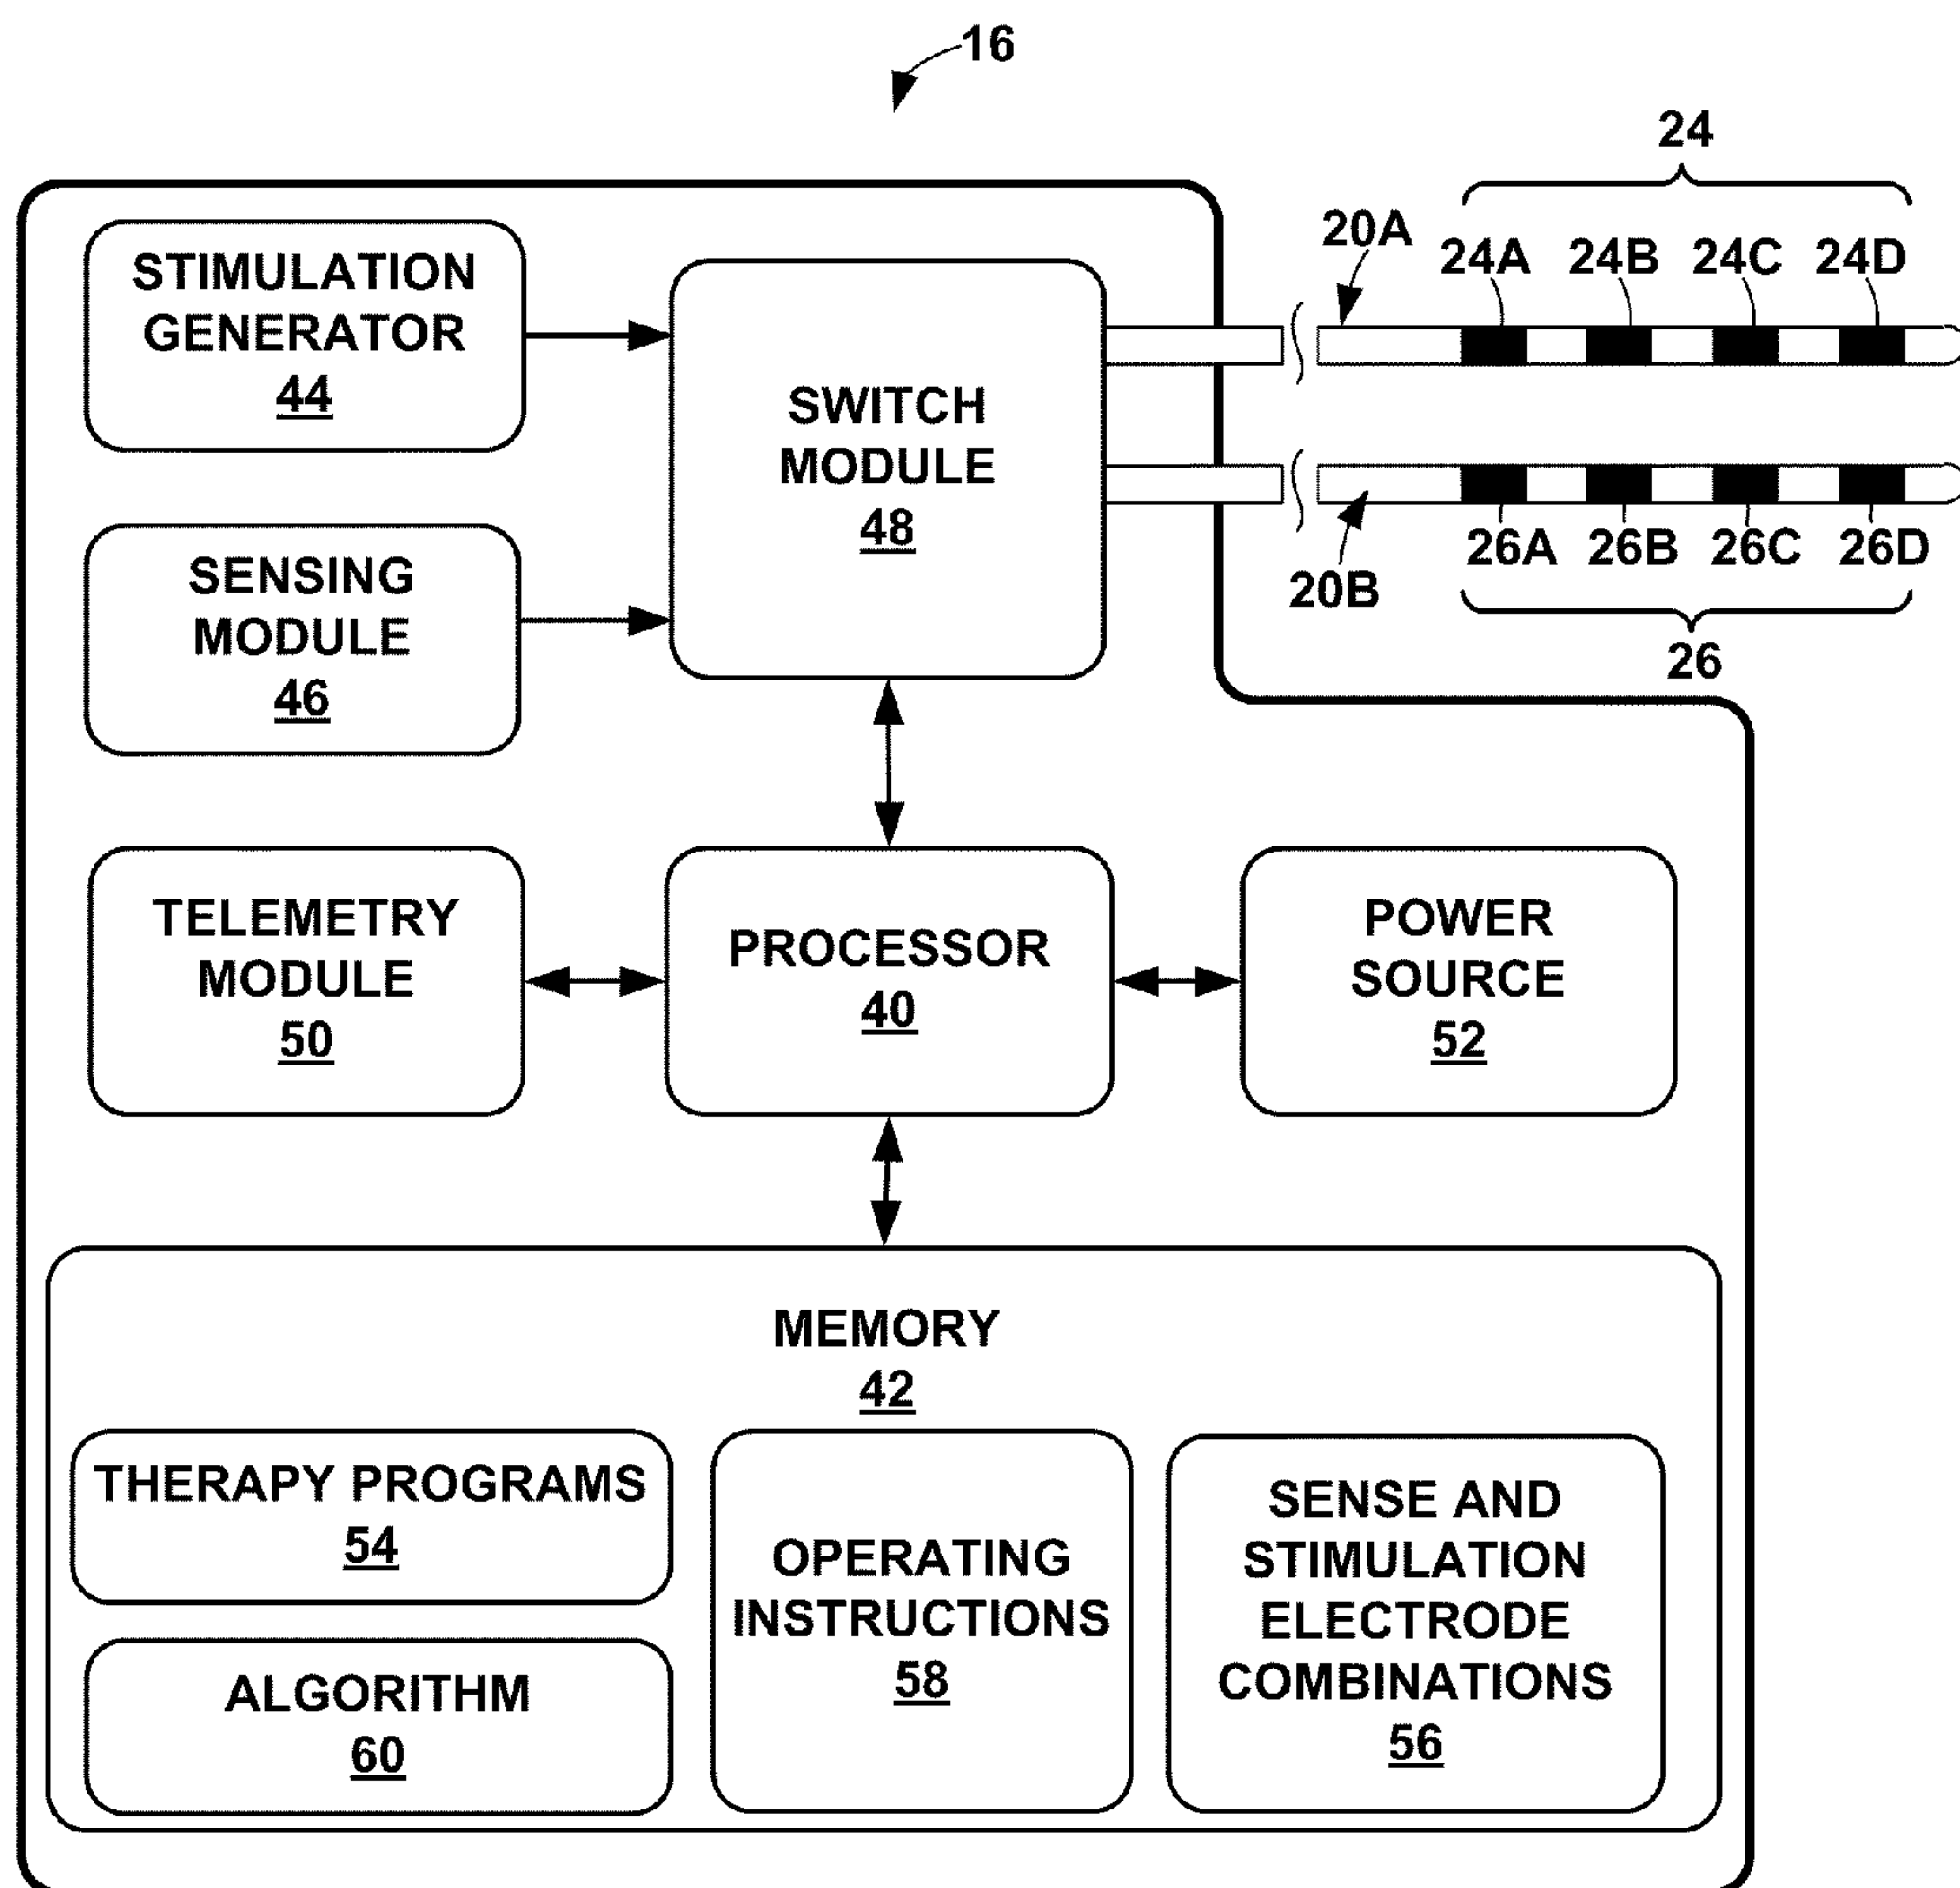 16
24
20A
24A 24B 24C 24D
STIMULATION
GENERATOR
44
SWITCH
MODULE
48
SENSING
MODULE
46
26A 26B 26C 26D
20B
26
TELEMETRY
MODULE
50
PROCESSOR
40
POWER
SOURCE
52
MEMORY
42
THERAPY PROGRAMS
54
ALGORITHM
60
OPERATING
INSTRUCTIONS
58
SENSE AND
STIMULATION
ELECTRODE
COMBINATIONS
56